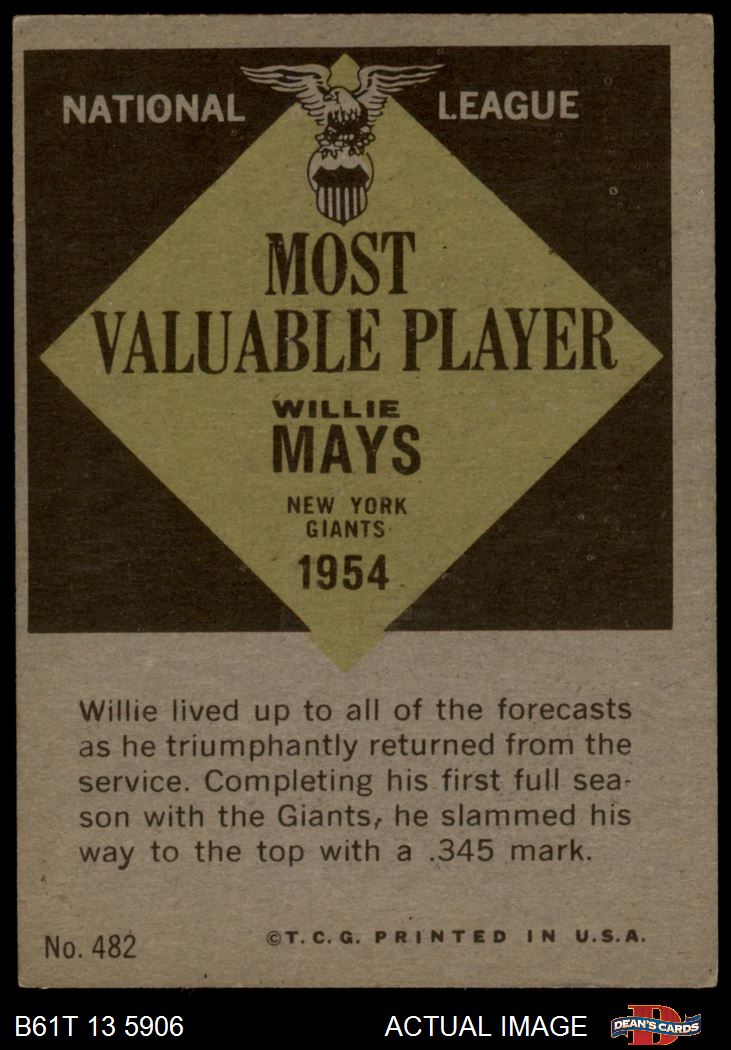 NATIONAL LEAGUE
MOST
VALUABLE PLAYER
WILLIE
MAYS
NEW YORK
GIANTS
1954
Willie lived up to all of the forecasts
as he triumphantly returned from the
service. Completing his first full sea-
son with the Giants, he slammed his
way to the top with a .345 mark.
No. 482 ©T.C.G. PRINTED IN U.S.A.
B61T 13 5906 ACTUAL IMAGE D DEAN'S CARDS